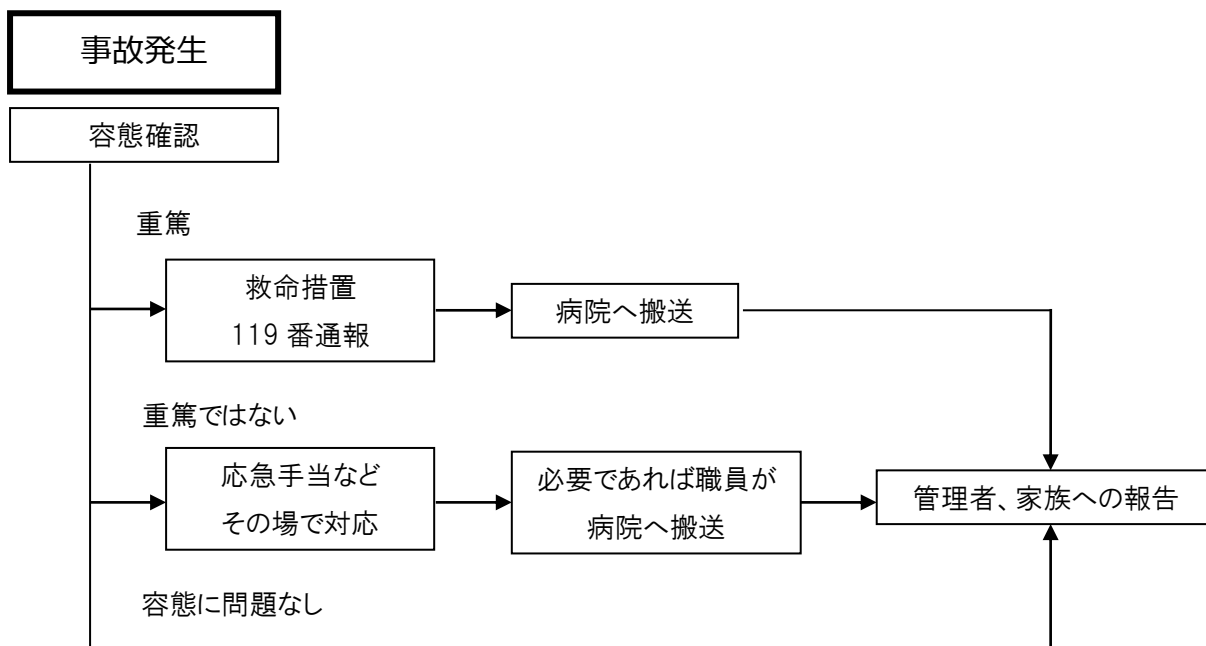 事故発生
容態確認
重篤
救命措置
119番通報
病院へ搬送
重篤ではない
応急手当など
その場で対応
必要であれば職員が
病院へ搬送
管理者、家族への報告
容態に問題なし